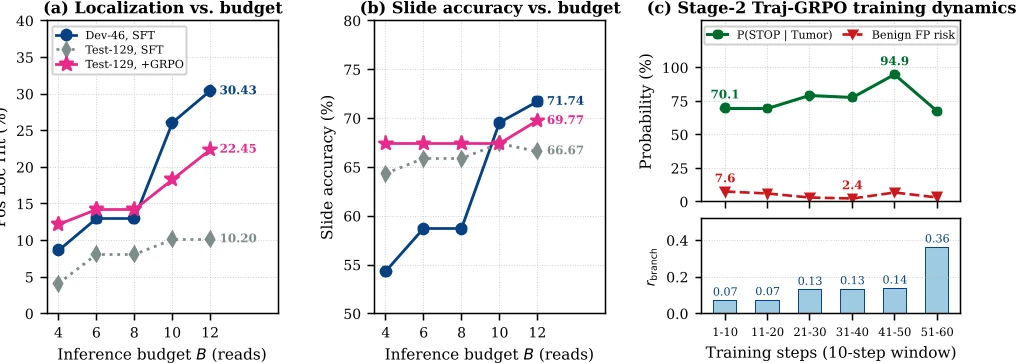 (a) Localization vs. budget
40
35
30
25
20
15
10
5
0
Dev-46, SFT
Test-129, SFT
Test-129, +GRPO
30.43
22.45
10.20
4 6 8 10 12
Inference budget B (reads)
(b) Slide accuracy vs. budget
Slide accuracy (%)
80
75
70
65
60
55
50
71.74
69.77
66.67
4 6 8 10 12
Inference budget B (reads)
(c) Stage-2 Traj-GRPO training dynamics
Probability (%)
P(STOP | Tumor)
Benign FP risk
100
75
50
25
0
70.1
94.9
7.6
2.4
r_branch
0.4
0.2
0.0
0.07
0.07
0.13
0.13
0.14
0.36
1-10 11-20 21-30 31-40 41-50 51-60
Training steps (10-step window)